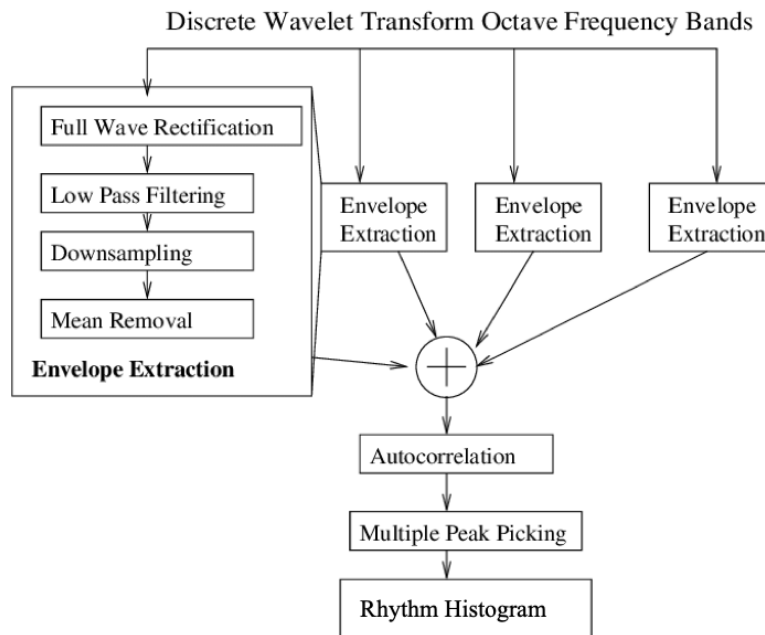 Discrete Wavelet Transform Octave Frequency Bands
Full Wave Rectification
Low Pass Filtering
Downsampling
Mean Removal
Envelope Extraction
Envelope
Extraction
Envelope
Extraction
Envelope
Extraction
Autocorrelation
Multiple Peak Picking
Rhythm Histogram